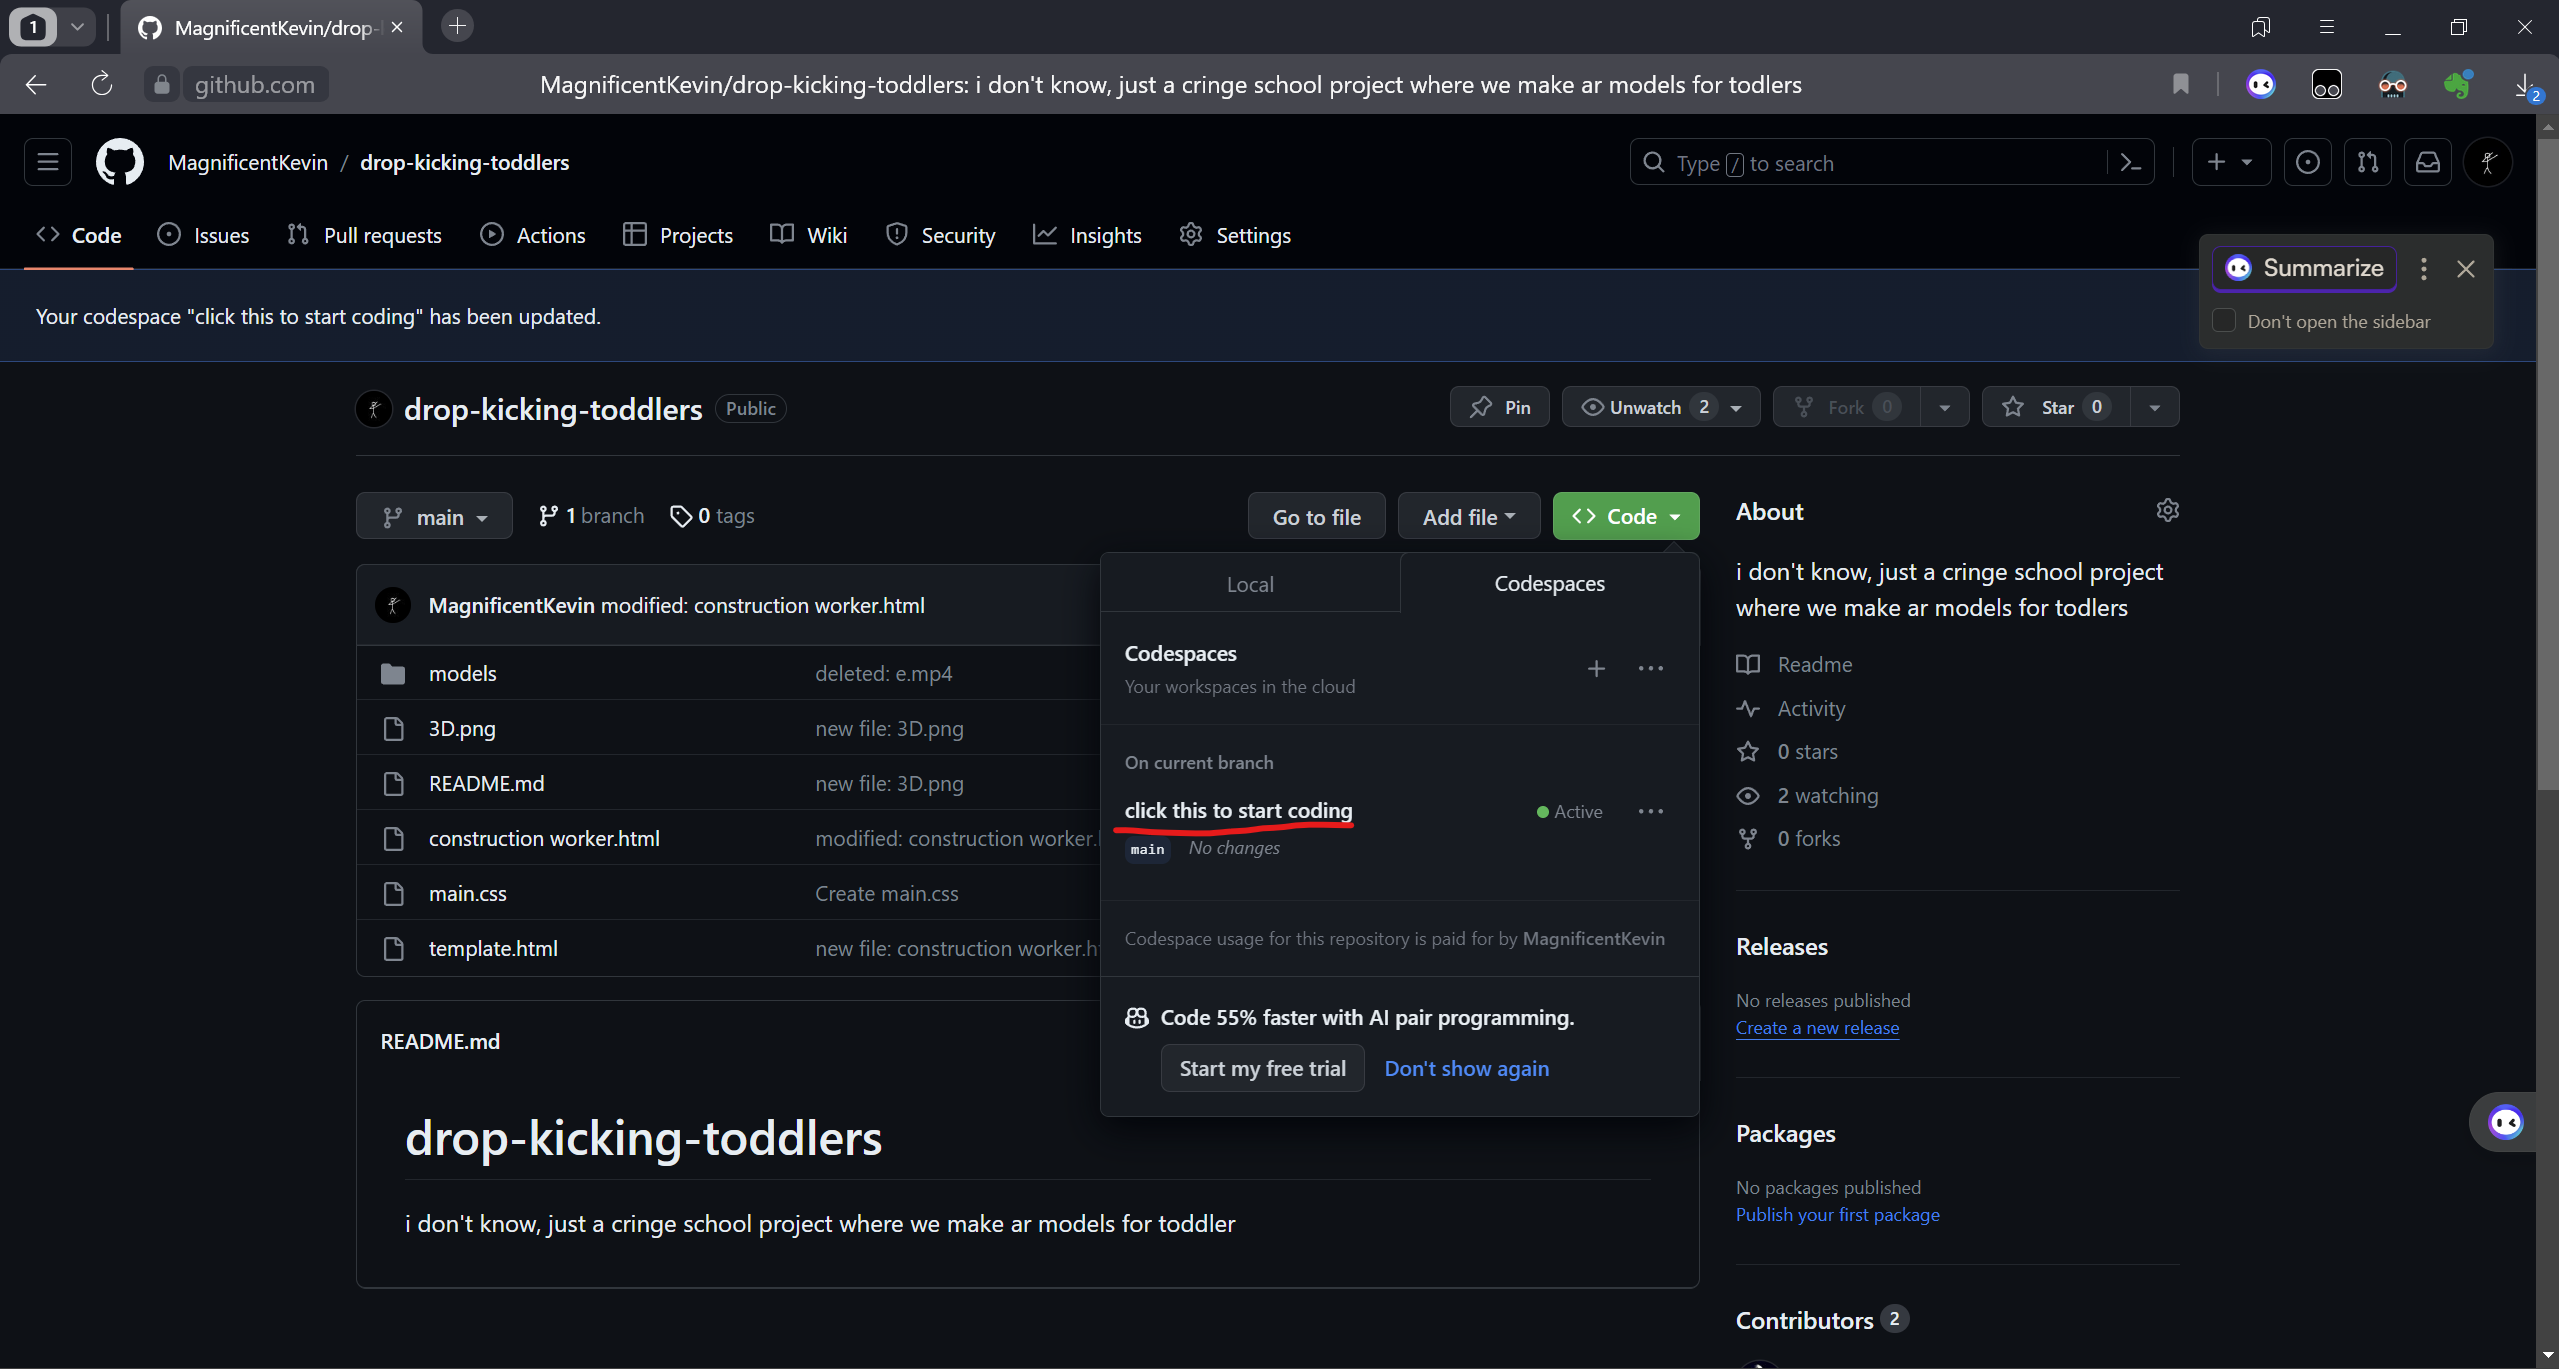 1
MagnificentKevin/drop-
github.com
MagnificentKevin/drop-kicking-toddlers: i don't know, just a cringe school project where we make ar models for todlers
2
MagnificentKevin / drop-kicking-toddlers
Type / to search
Code
Issues
Pull requests
Actions
Projects
Wiki
Security
Insights
Settings
Summarize
Don't open the sidebar
Your codespace "click this to start coding" has been updated.
drop-kicking-toddlers Public
Pin
Unwatch 2
Fork 0
Star 0
main
1 branch
0 tags
Go to file
Add file
Code
MagnificentKevin modified: construction worker.html
models deleted: e.mp4
3D.png new file: 3D.png
README.md new file: 3D.png
construction worker.html modified: construction worker.
main.css Create main.css
template.html new file: construction worker.h
Local
Codespaces
Codespaces
Your workspaces in the cloud
On current branch
click this to start coding
Active
main No changes
Codespace usage for this repository is paid for by MagnificentKevin
Code 55% faster with AI pair programming.
Start my free trial Don't show again
README.md
drop-kicking-toddlers
i don't know, just a cringe school project where we make ar models for toddler
About
i don't know, just a cringe school project
where we make ar models for todlers
Readme
Activity
0 stars
2 watching
0 forks
Releases
No releases published
Create a new release
Packages
No packages published
Publish your first package
Contributors 2